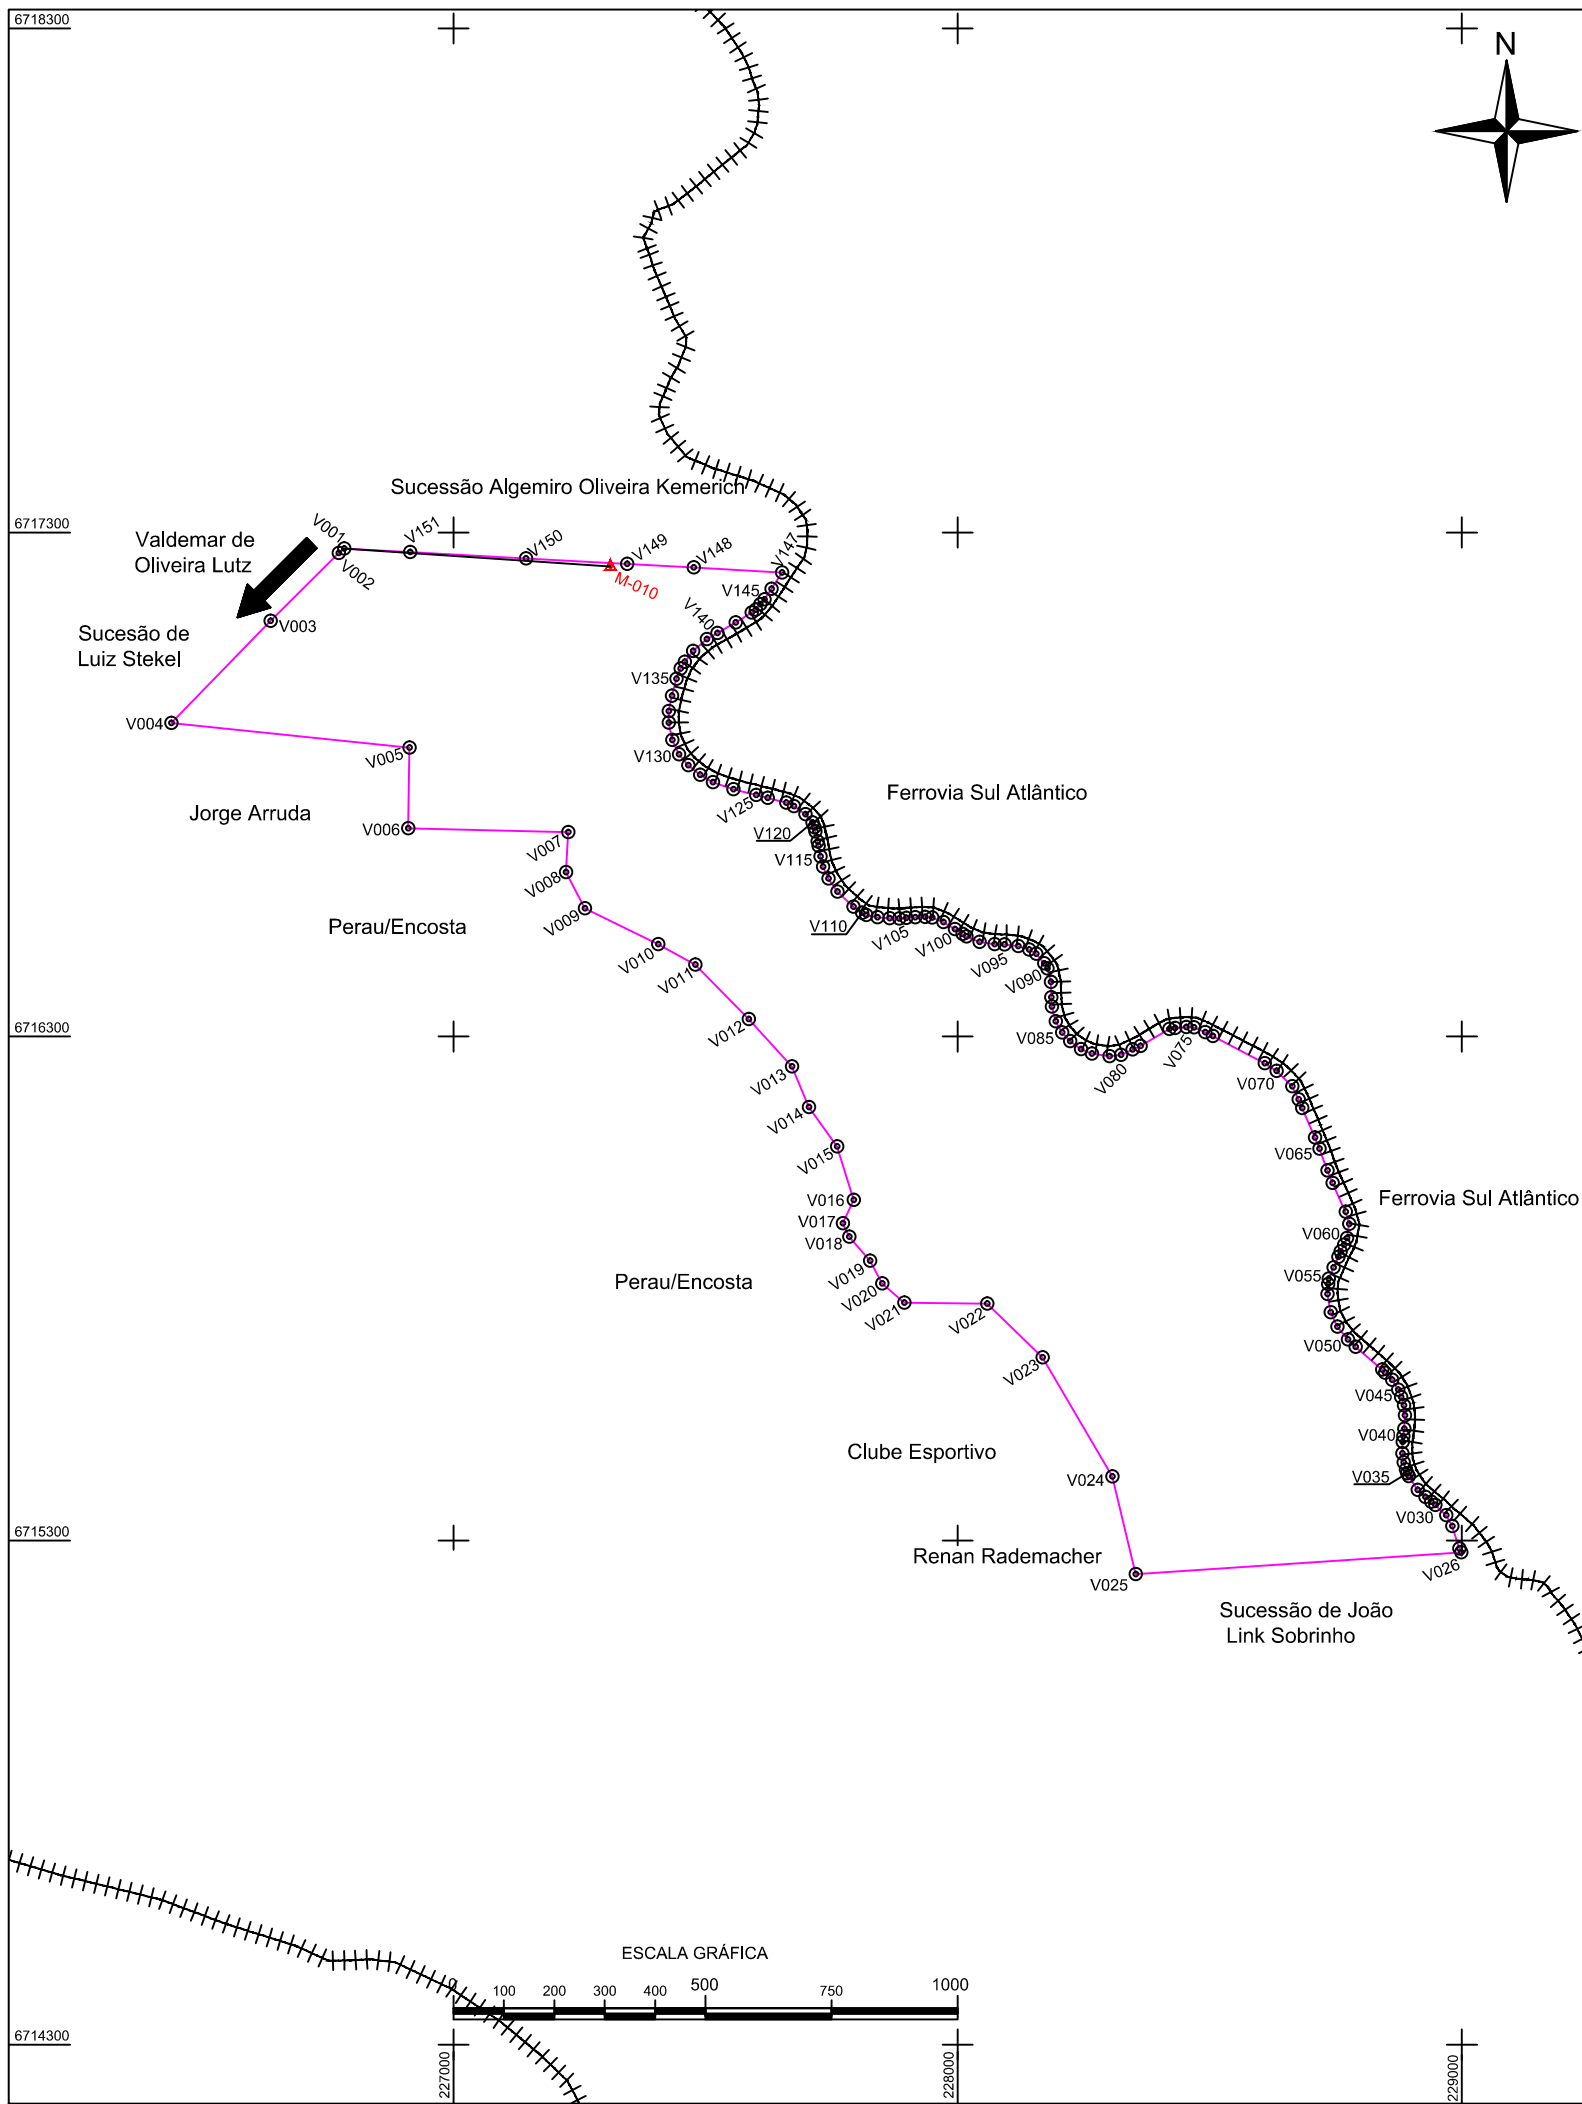 6718300
N
Sucessão Algemiro Oliveira Kemerich
6717300
Valdemar de
Oliveira Lutz
V001
V002
V151
V150
V149
V148
V147
M-010
V145
V140
Sucesão de
Luiz Stekel
V003
V135
V004
V005
V130
Jorge Arruda
V006
V007
V125
Ferrovia Sul Atlântico
V120
V115
V008
V009
Perau/Encosta
V110
V105
V100
V095
V090
V010
V011
V012
6716300
V085
V080
V075
V070
V013
V014
V015
V065
V016
V017
V018
Ferrovia Sul Atlântico
V060
V019
V020
V021
Perau/Encosta
V055
V022
V023
V050
V045
Clube Esportivo
V040
V024
V035
V030
6715300
Renan Rademacher
V025
V026
Sucessão de João
Link Sobrinho
ESCALA GRÁFICA
0
100
200
300
400
500
750
1000
6714300
227000
228000
229000